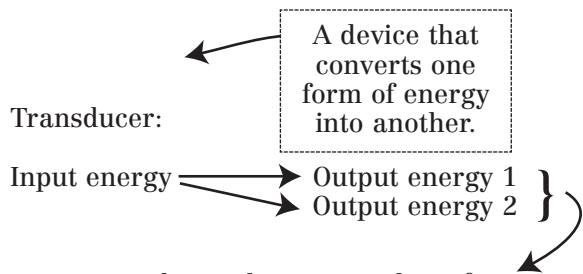 A device that
converts one
form of energy
into another.
Transducer:
Input energy
Output energy 1
Output energy 2